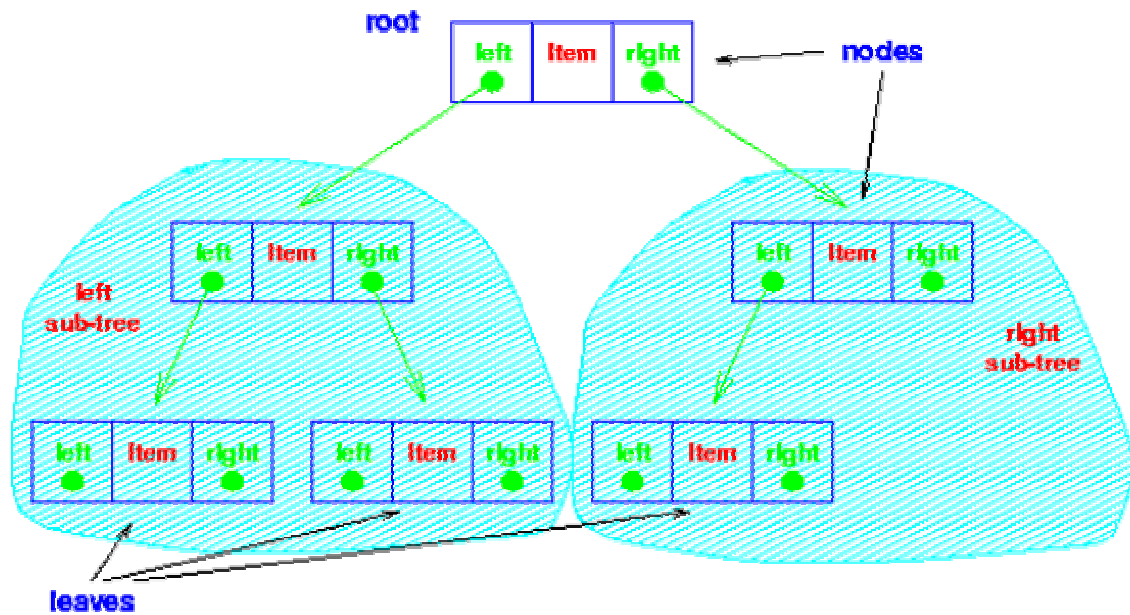 root
left Item right
nodes
left Item right
left Item right
left
sub-tree
right
sub-tree
left Item right
left Item right
left Item right
leaves